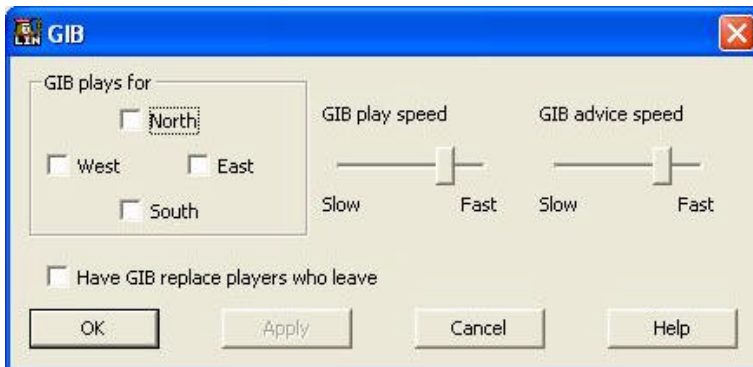 LIN GIB
GIB plays for
North
West East
South
GIB play speed
Slow Fast
GIB advice speed
Slow Fast
Have GIB replace players who leave
OK Apply Cancel Help